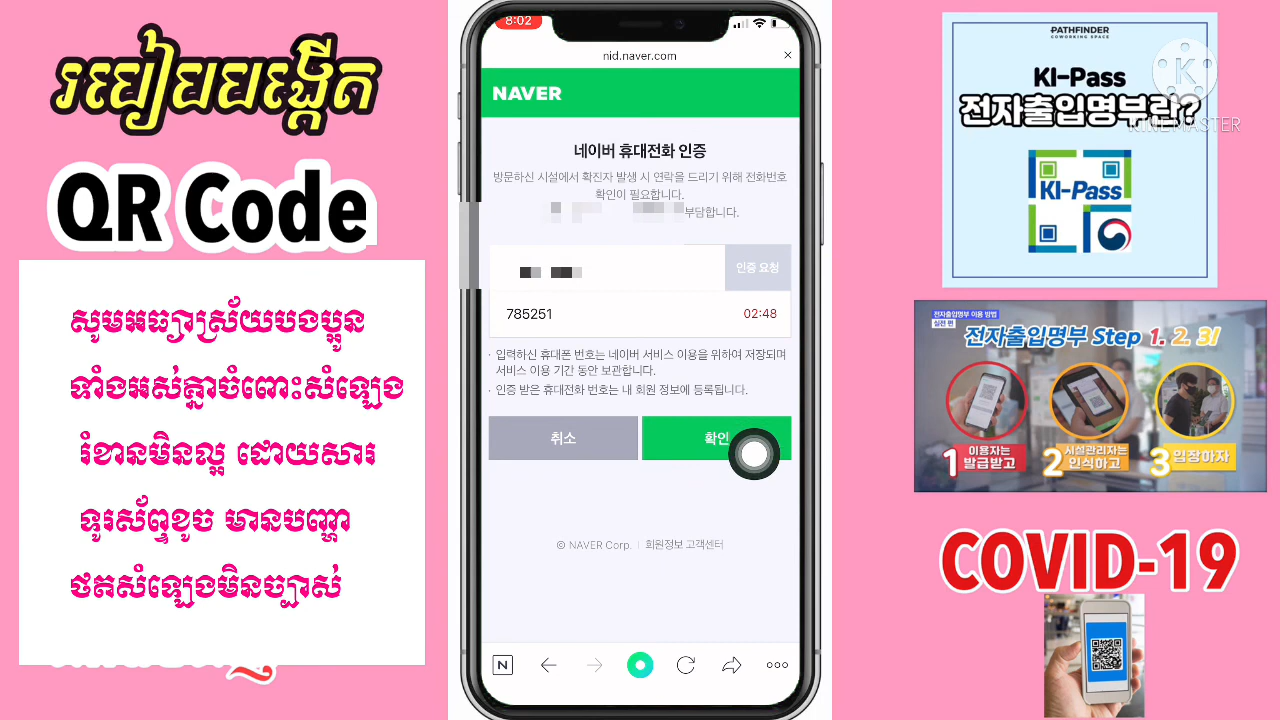 របៀបបង្កើត
QR Code
សូមអធ្យាស្រ័យបងប្អូន
ទាំងអស់គ្នាចំពោះសំឡេង
រំខានមិនល្អ ដោយសារ
ទូរស័ព្ទខូច មានបញ្ហា
ថតសំឡេងមិនច្បាស់
8:02
nid.naver.com
NAVER
네이버 휴대전화 인증
방문하신 시설에서 확진자 발생 시 연락을 드리기 위해 전화번호
확인이 필요합니다.
부담합니다.
인증 요청
785251
02:48
· 입력하신 휴대폰 번호는 네이버 서비스 이용을 위하여 저장되며
서비스 이용 기간 동안 보관합니다.
· 인증 받은 휴대전화 번호는 내 회원 정보에 등록됩니다.
취소
확인
© NAVER Corp. | 회원정보 고객센터
N
PATHFINDER
COWORKING SPACE
KI-Pass
전자출입명부란?
K
KINEMASTER
KI-Pass
전자출입명부 이용 방법
실전 편
전자출입명부 Step 1. 2. 3!
1 이용자는
발급받고
2 시설관리자는
인식하고
3 입장하자
COVID-19